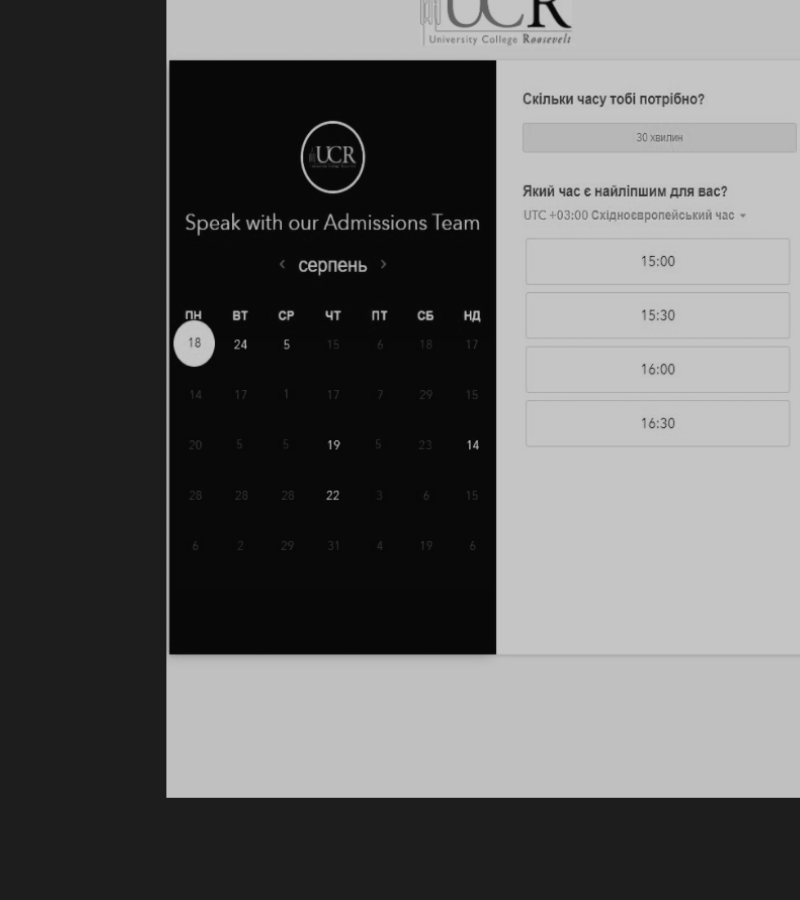 UCR
University College Roosevelt
UCR
Speak with our Admissions Team
‹ серпень ›
ПН ВТ СР ЧТ ПТ СБ НД
18 24 5 15 6 18 17
14 17 1 17 7 29 15
20 5 5 19 5 23 14
28 28 28 22 3 6 15
6 2 29 31 4 19 6
Скільки часу тобі потрібно?
30 хвилин
Який час є найліпшим для вас?
UTC +03:00 Східноєвропейський час
15:00
15:30
16:00
16:30